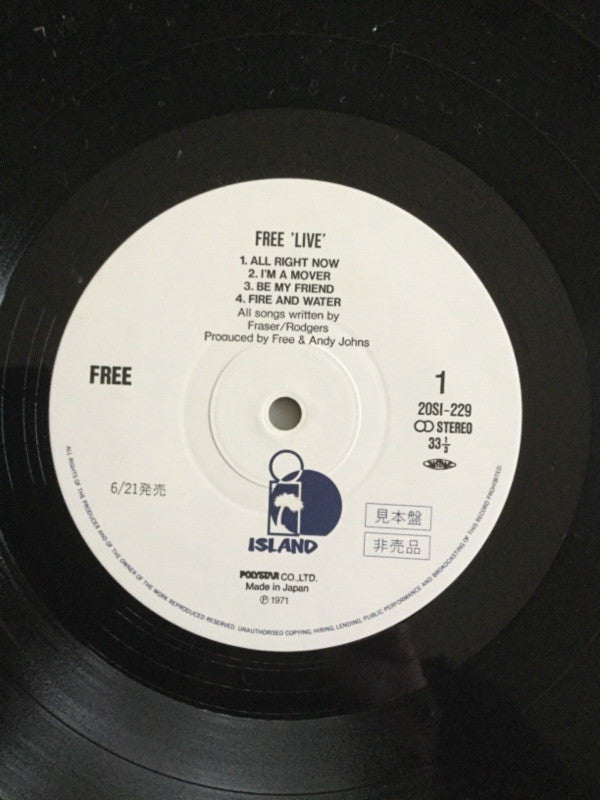 FREE 'LIVE'
1. ALL RIGHT NOW
2. I'M A MOVER
3. BE MY FRIEND
4. FIRE AND WATER
All songs written by
Fraser/Rodgers
Produced by Free & Andy Johns
FREE
1
20SI-229
STEREO
33 1/3
6/21発売
見本盤
非売品
ISLAND
POLYSTAR CO.,LTD.
Made in Japan
Ⓟ 1971
ALL RIGHTS OF THE PRODUCER AND OF THE OWNER OF THE WORK REPRODUCED RESERVED. UNAUTHORISED COPYING, HIRING, LENDING, PUBLIC PERFORMANCE AND BROADCASTING OF THIS RECORD PROHIBITED.